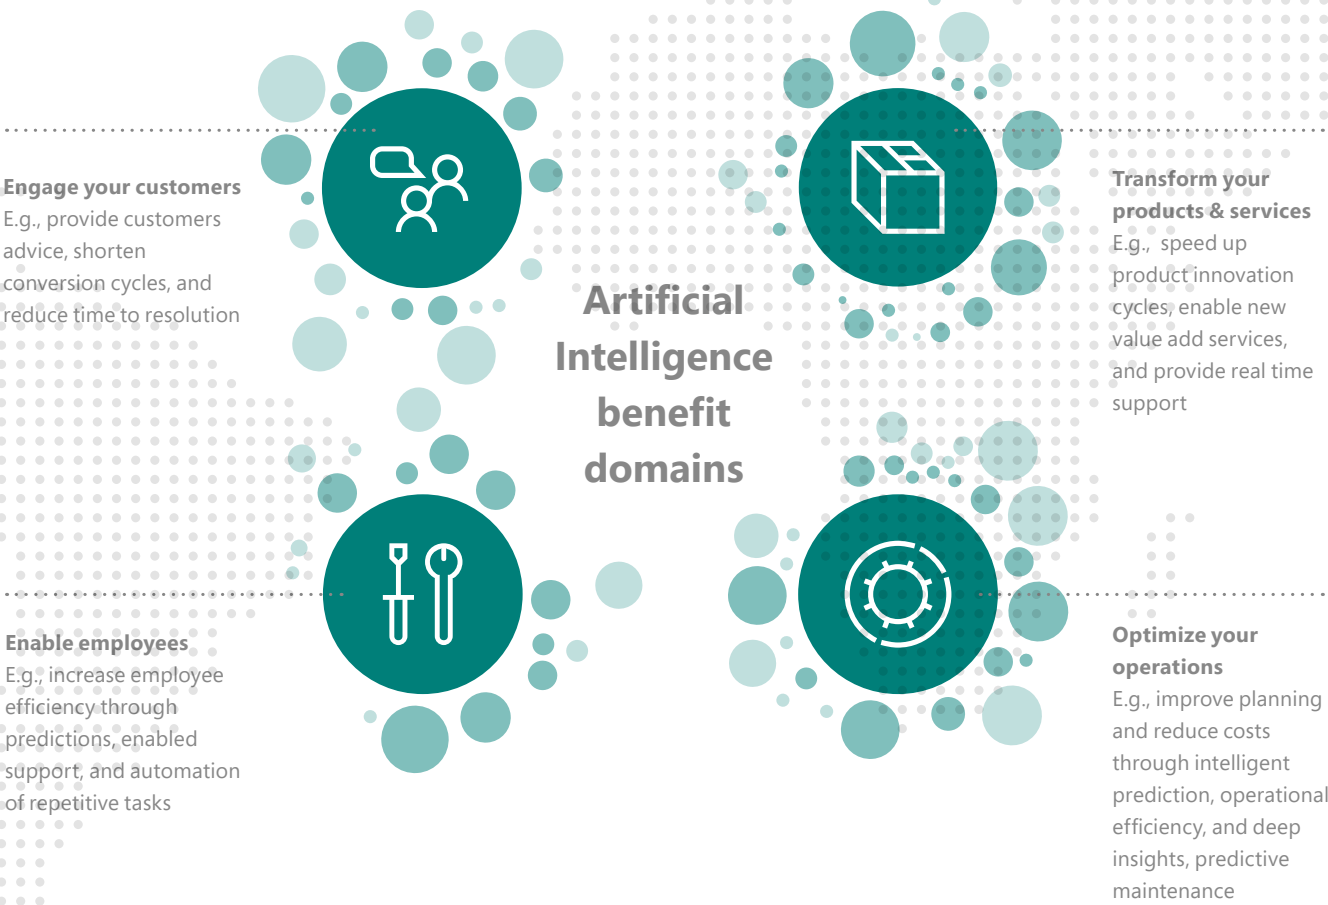 Artificial
Intelligence
benefit
domains
Engage your customers
E.g., provide customers
advice, shorten
conversion cycles, and
reduce time to resolution
Transform your
products & services
E.g.,  speed up
product innovation
cycles, enable new
value add services,
and provide real time
support
Enable employees
E.g., increase employee
efficiency through
predictions, enabled
support, and automation
of repetitive tasks
Optimize your
operations
E.g., improve planning
and reduce costs
through intelligent
prediction, operational
efficiency, and deep
insights, predictive
maintenance